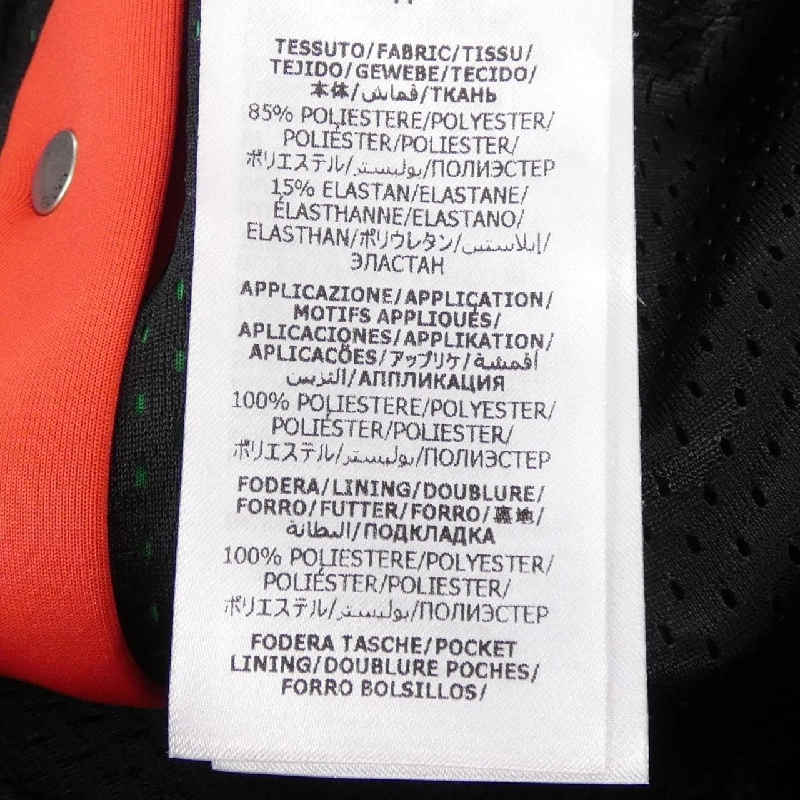 TESSUTO/FABRIC/TISSU/
TEJIDO/GEWEBE/TECIDO/
本体/قماش/ТКАНЬ
85% POLIESTERE/POLYESTER/
POLIESTER/POLIESTER/
ポリエステル/بوليستر/ПОЛИЭСТЕР
15% ELASTAN/ELASTANE/
ÉLASTHANNE/ELASTANO/
ELASTHAN/ポリウレタン/إيلاستين/
ЭЛАСТАН
APPLICAZIONE/APPLICATION/
MOTIFS APPLIQUÉS/
APLICACIONES/APPLIKATION/
APLICACÕES/アップリケ/أقمشة
التزيين/АППЛИКАЦИЯ
100% POLIESTERE/POLYESTER/
POLIÉSTER/POLIESTER/
ポリエステル/بوليستر/ПОЛИЭСТЕР
FODERA/LINING/DOUBLURE/
FORRO/FUTTER/FORRO/裏地/
البطانة/ПОДКЛАДКА
100% POLIESTERE/POLYESTER/
POLIÉSTER/POLIESTER/
ポリエステル/بوليستر/ПОЛИЭСТЕР
FODERA TASCHE/POCKET
LINING/DOUBLURE POCHES/
FORRO BOLSILLOS/